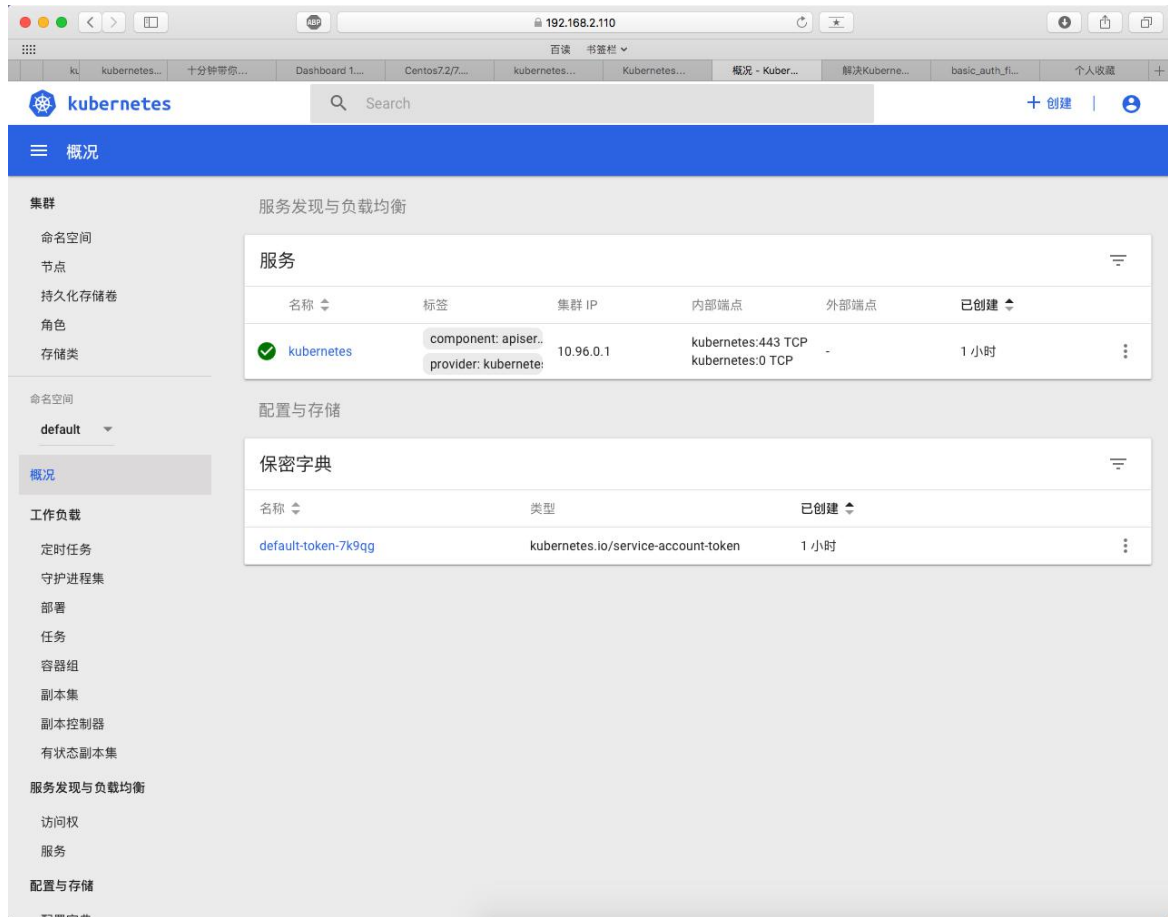 ABP
192.168.2.110
百读 书签栏
ku kubernetes... 十分钟带你... Dashboard 1.... Centos7.2/7.... kubernetes... Kubernetes... 概况 - Kuber... 解决Kuberne... basic_auth_fi... 个人收藏
kubernetes Search 创建
概况
集群
命名空间
节点
持久化存储卷
角色
存储类
命名空间
default
概况
工作负载
定时任务
守护进程集
部署
任务
容器组
副本集
副本控制器
有状态副本集
服务发现与负载均衡
访问权
服务
配置与存储
配置字典
服务发现与负载均衡
服务
名称 标签 集群 IP 内部端点 外部端点 已创建
kubernetes component: apiser.. 10.96.0.1 kubernetes:443 TCP - 1 小时
provider: kubernetes kubernetes:0 TCP
配置与存储
保密字典
名称 类型 已创建
default-token-7k9qg kubernetes.io/service-account-token 1 小时